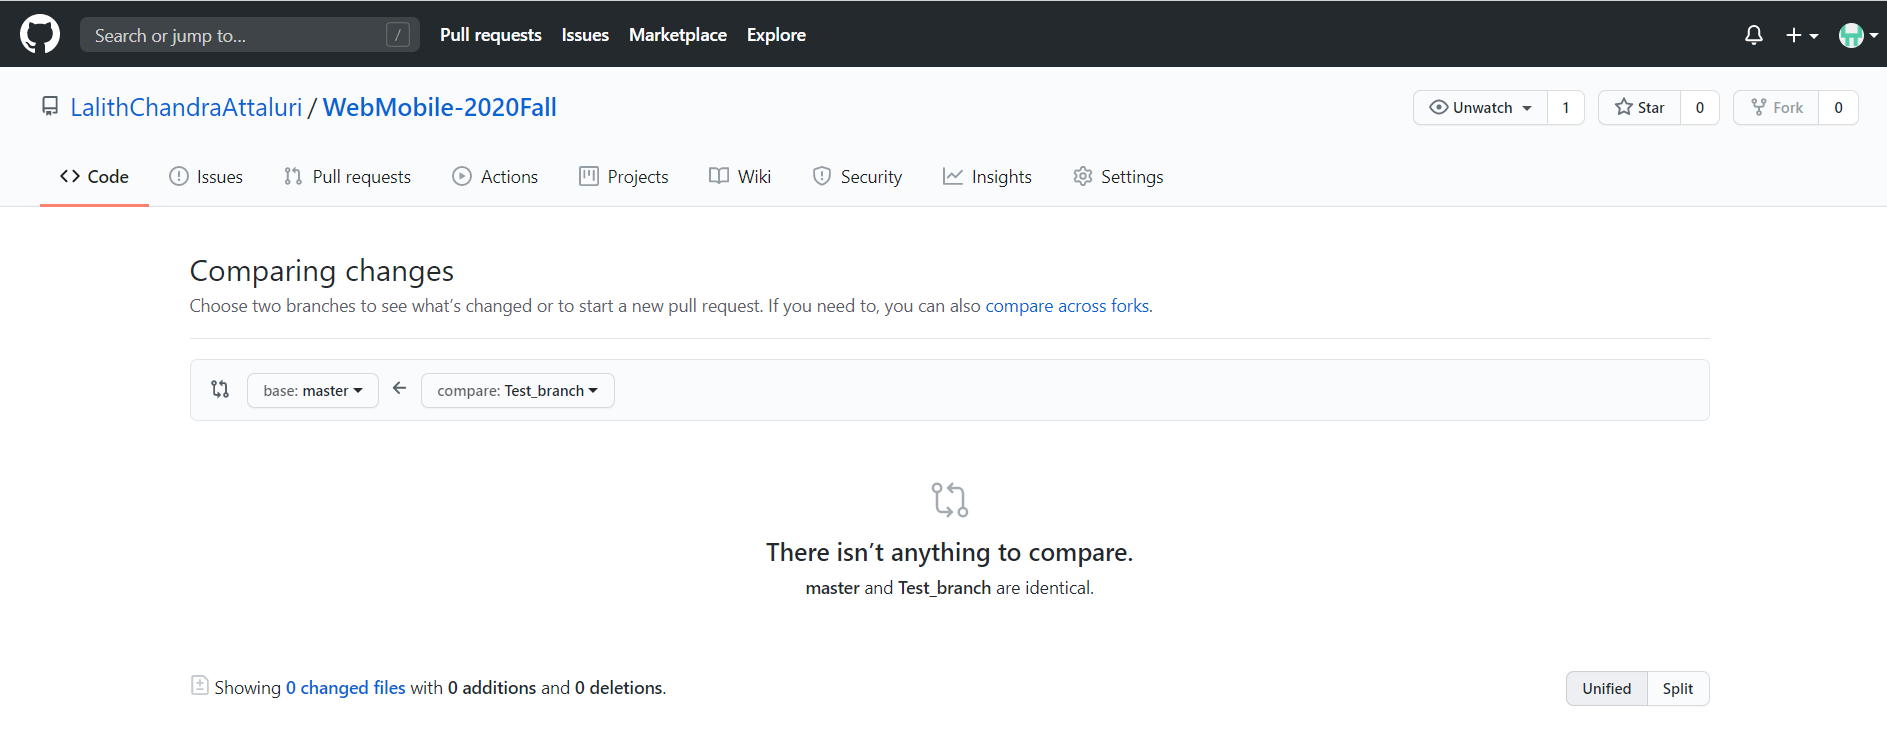 Search or jump to... / Pull requests Issues Marketplace Explore
LalithChandraAttaluri / WebMobile-2020Fall Unwatch 1 Star 0 Fork 0
Code Issues Pull requests Actions Projects Wiki Security Insights Settings
Comparing changes
Choose two branches to see what’s changed or to start a new pull request. If you need to, you can also compare across forks.
base: master compare: Test_branch
There isn’t anything to compare.
master and Test_branch are identical.
Showing 0 changed files with 0 additions and 0 deletions. Unified Split